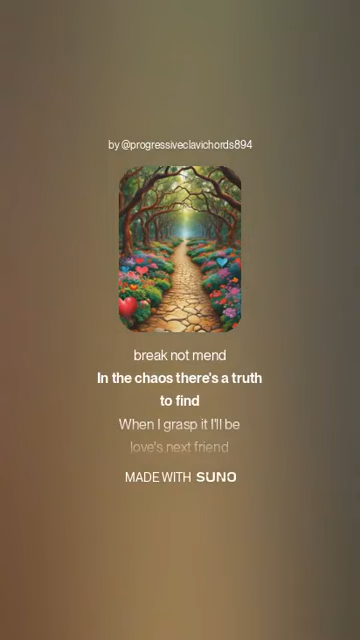 by @progressiveclavichords894
break not mend
In the chaos there's a truth
to find
When I grasp it I'll be
love's next friend
MADE WITH SUNO